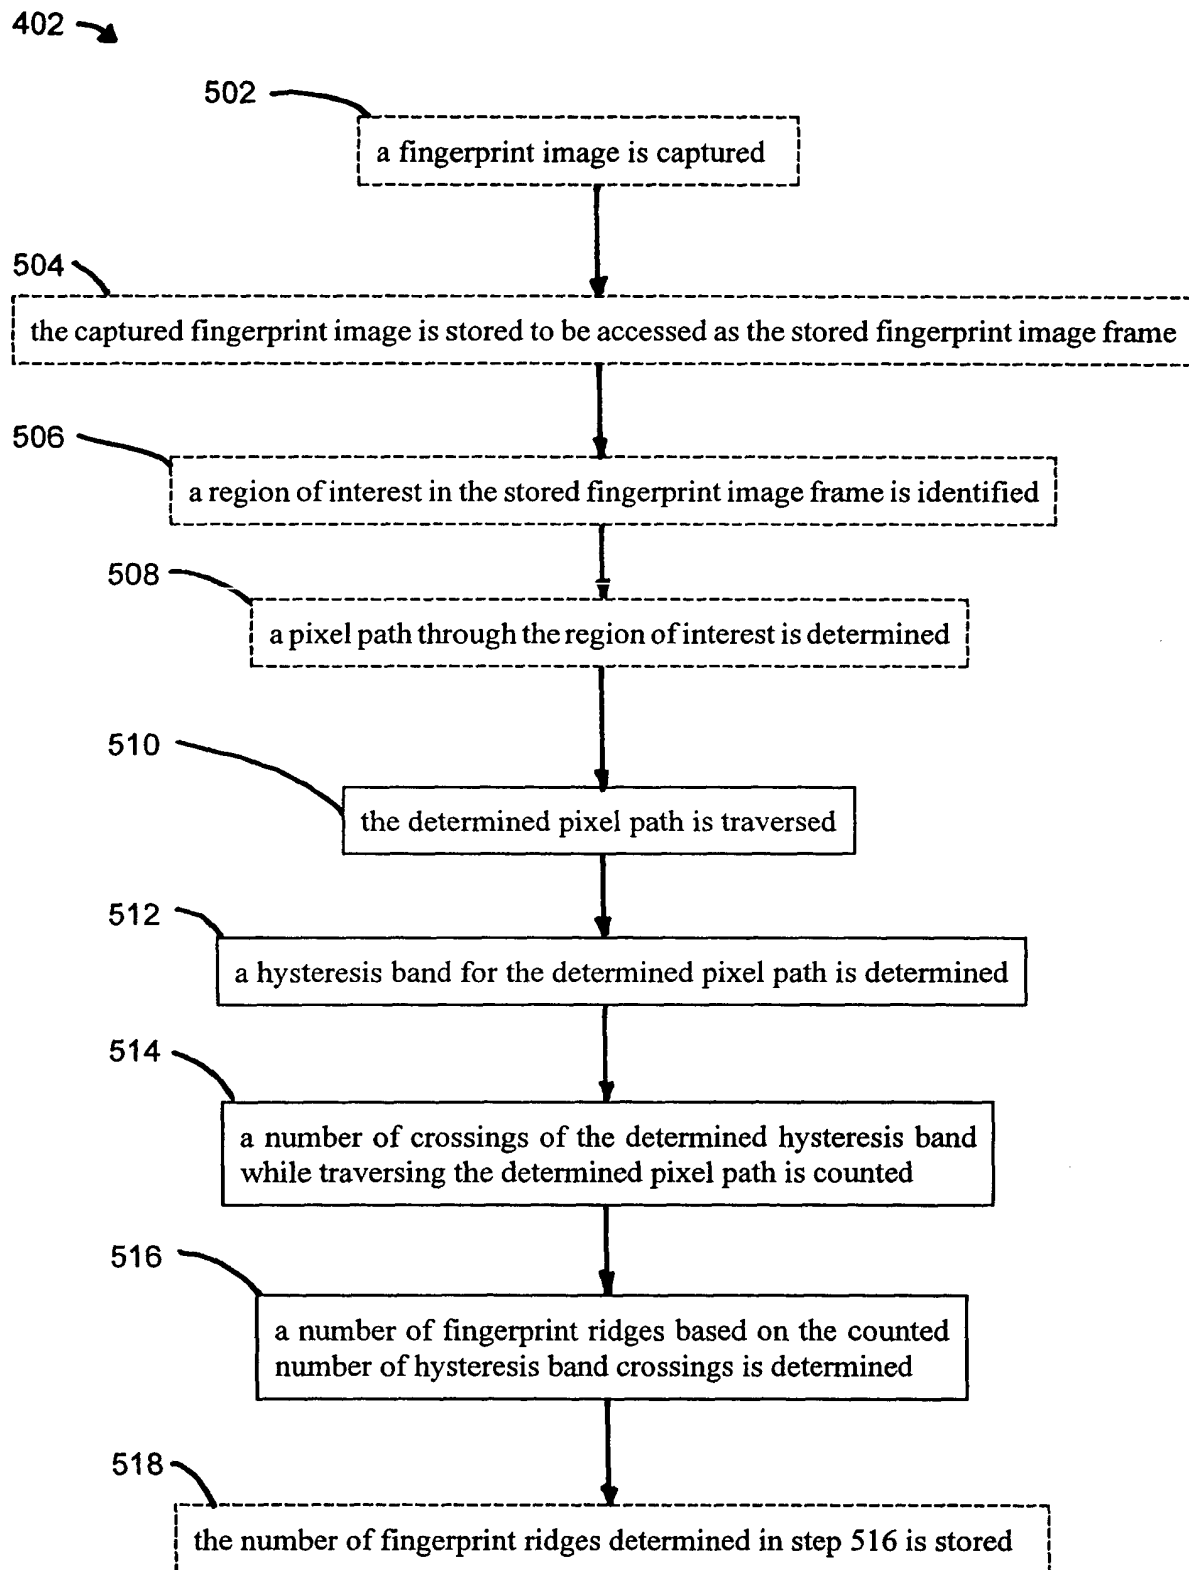 402
502
a fingerprint image is captured
504
the captured fingerprint image is stored to be accessed as the stored fingerprint image frame
506
a region of interest in the stored fingerprint image frame is identified
508
a pixel path through the region of interest is determined
510
the determined pixel path is traversed
512
a hysteresis band for the determined pixel path is determined
514
a number of crossings of the determined hysteresis band
while traversing the determined pixel path is counted
516
a number of fingerprint ridges based on the counted
number of hysteresis band crossings is determined
518
the number of fingerprint ridges determined in step 516 is stored